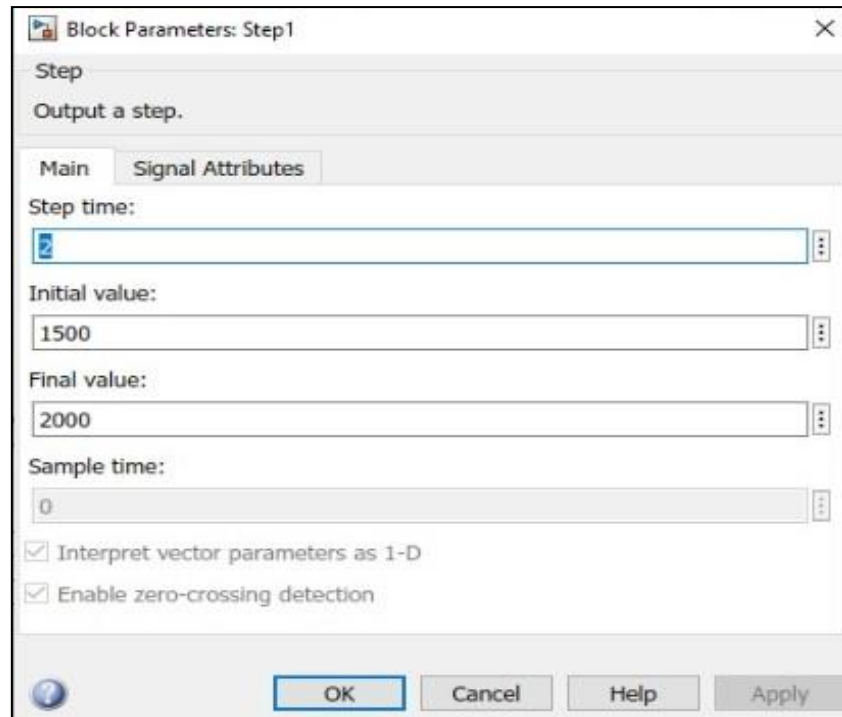 Block Parameters: Step1
Step
Output a step.
Main Signal Attributes
Step time:
2
Initial value:
1500
Final value:
2000
Sample time:
0
Interpret vector parameters as 1-D
Enable zero-crossing detection
OK Cancel Help Apply